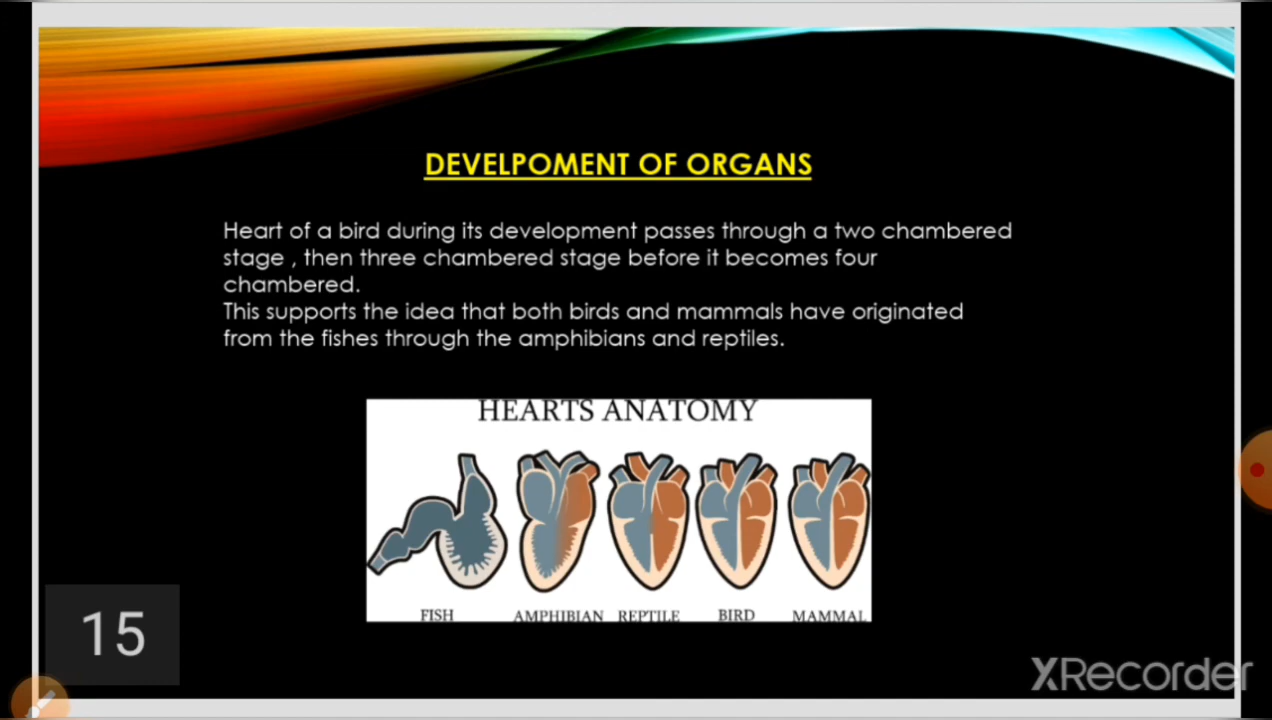 DEVELPOMENT OF ORGANS
Heart of a bird during its development passes through a two chambered
stage , then three chambered stage before it becomes four
chambered.
This supports the idea that both birds and mammals have originated
from the fishes through the amphibians and reptiles.
HEARTS ANATOMY
FISH AMPHIBIAN REPTILE BIRD MAMMAL
15
XRecorder